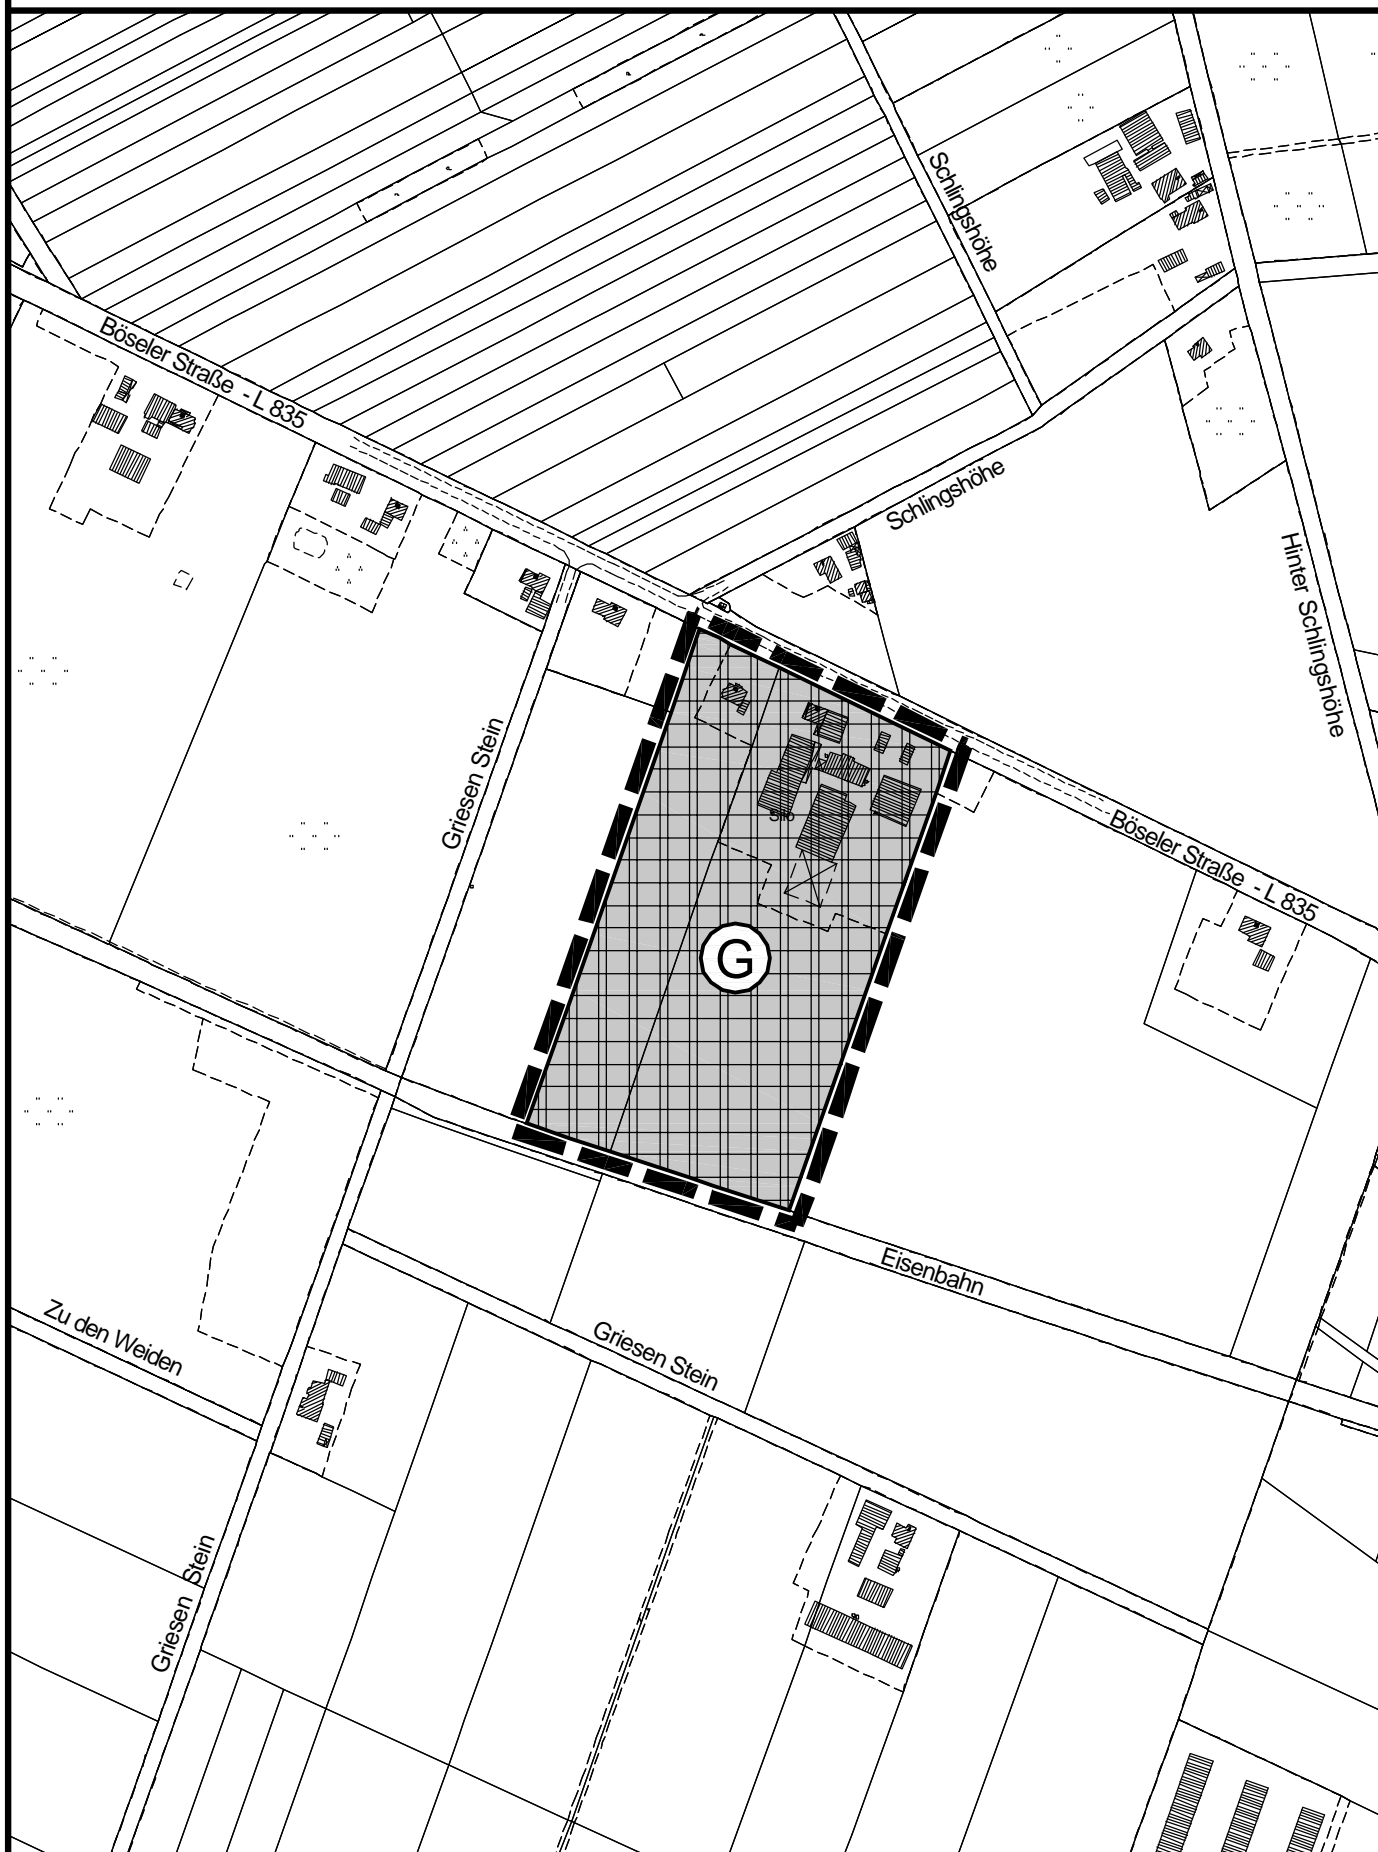 Schlingshöhe
Böseler Straße - L 835
Schlingshöhe
Hinter Schlingshöhe
Griesen Stein
Silo
Böseler Straße - L 835
G
Eisenbahn
Zu den Weiden
Griesen Stein
Griesen Stein